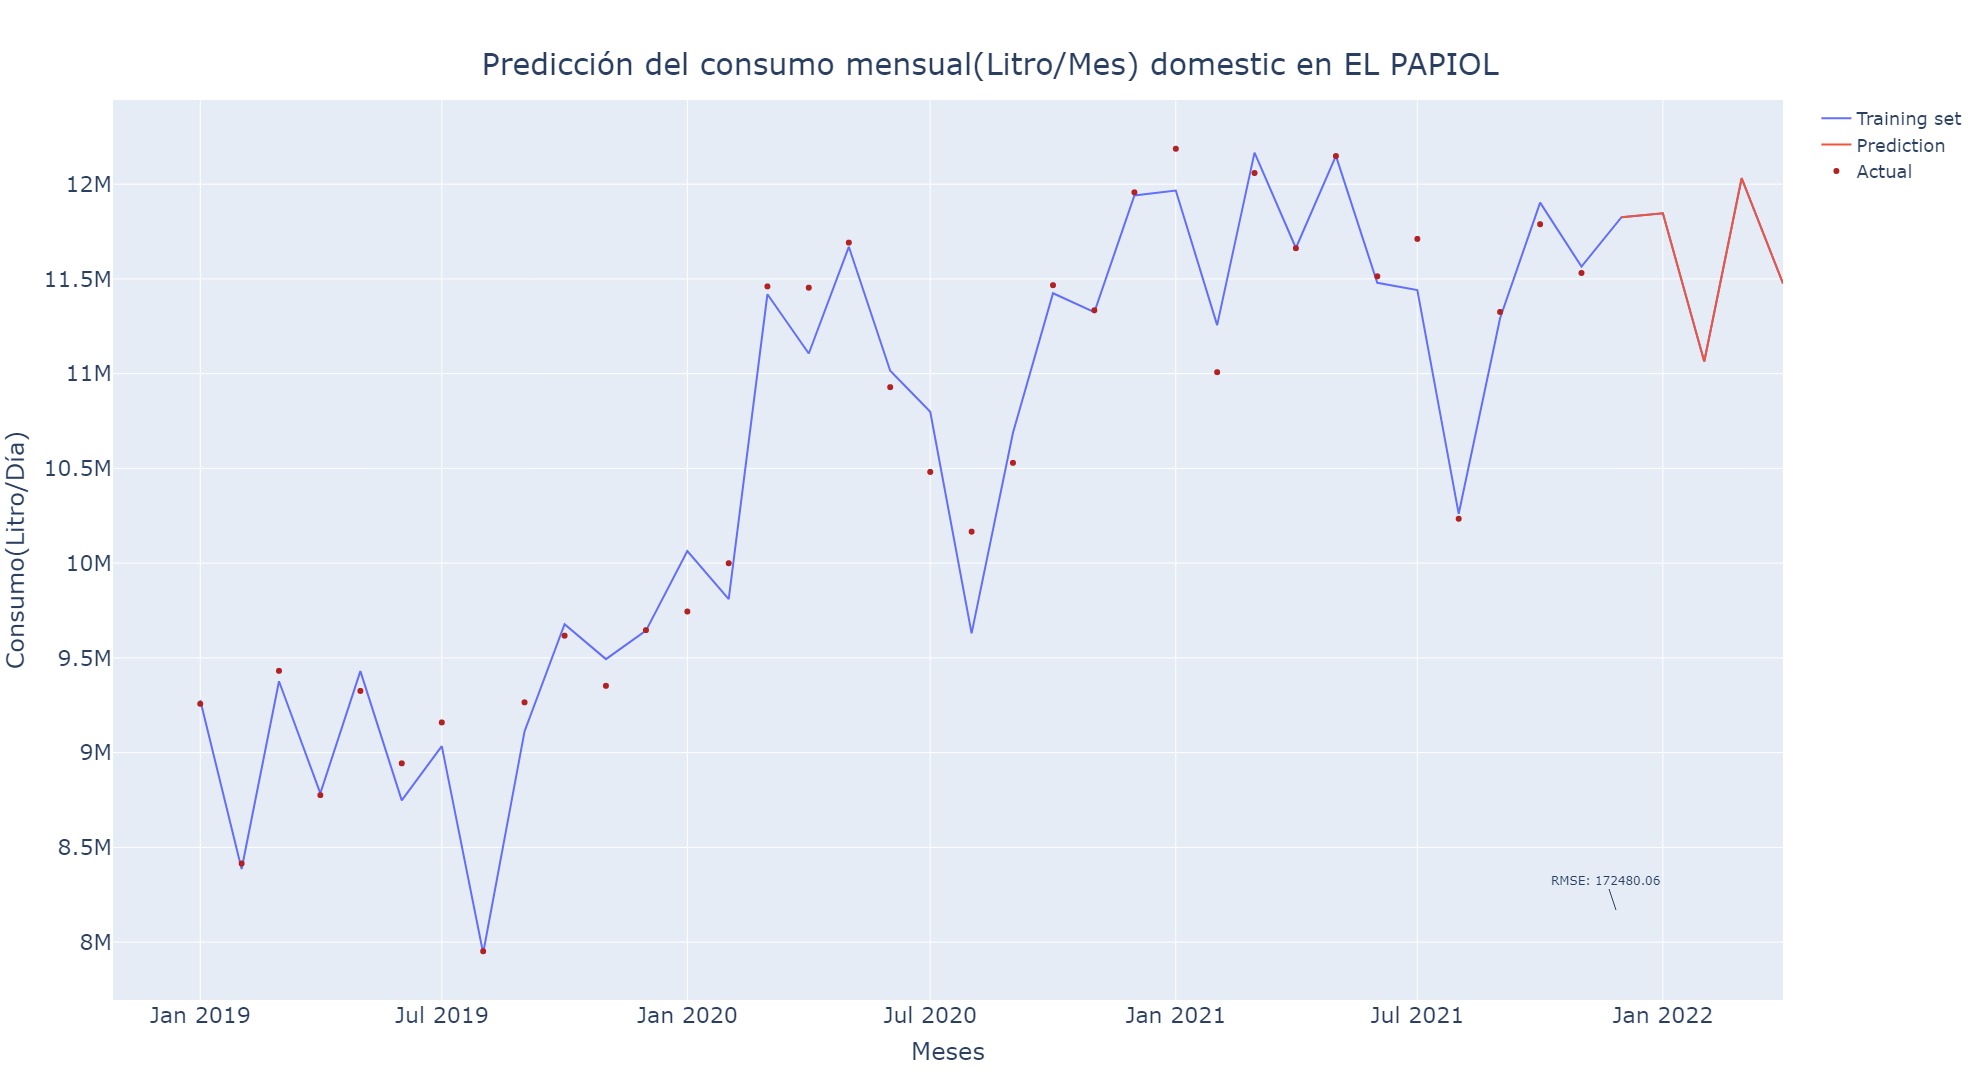 Predicción del consumo mensual(Litro/Mes) domestic en EL PAPIOL
Training set
Prediction
Actual
Consumo(Litro/Día)
12M
11.5M
11M
10.5M
10M
9.5M
9M
8.5M
8M
RMSE: 172480.06
Jan 2019 Jul 2019 Jan 2020 Jul 2020 Jan 2021 Jul 2021 Jan 2022
Meses